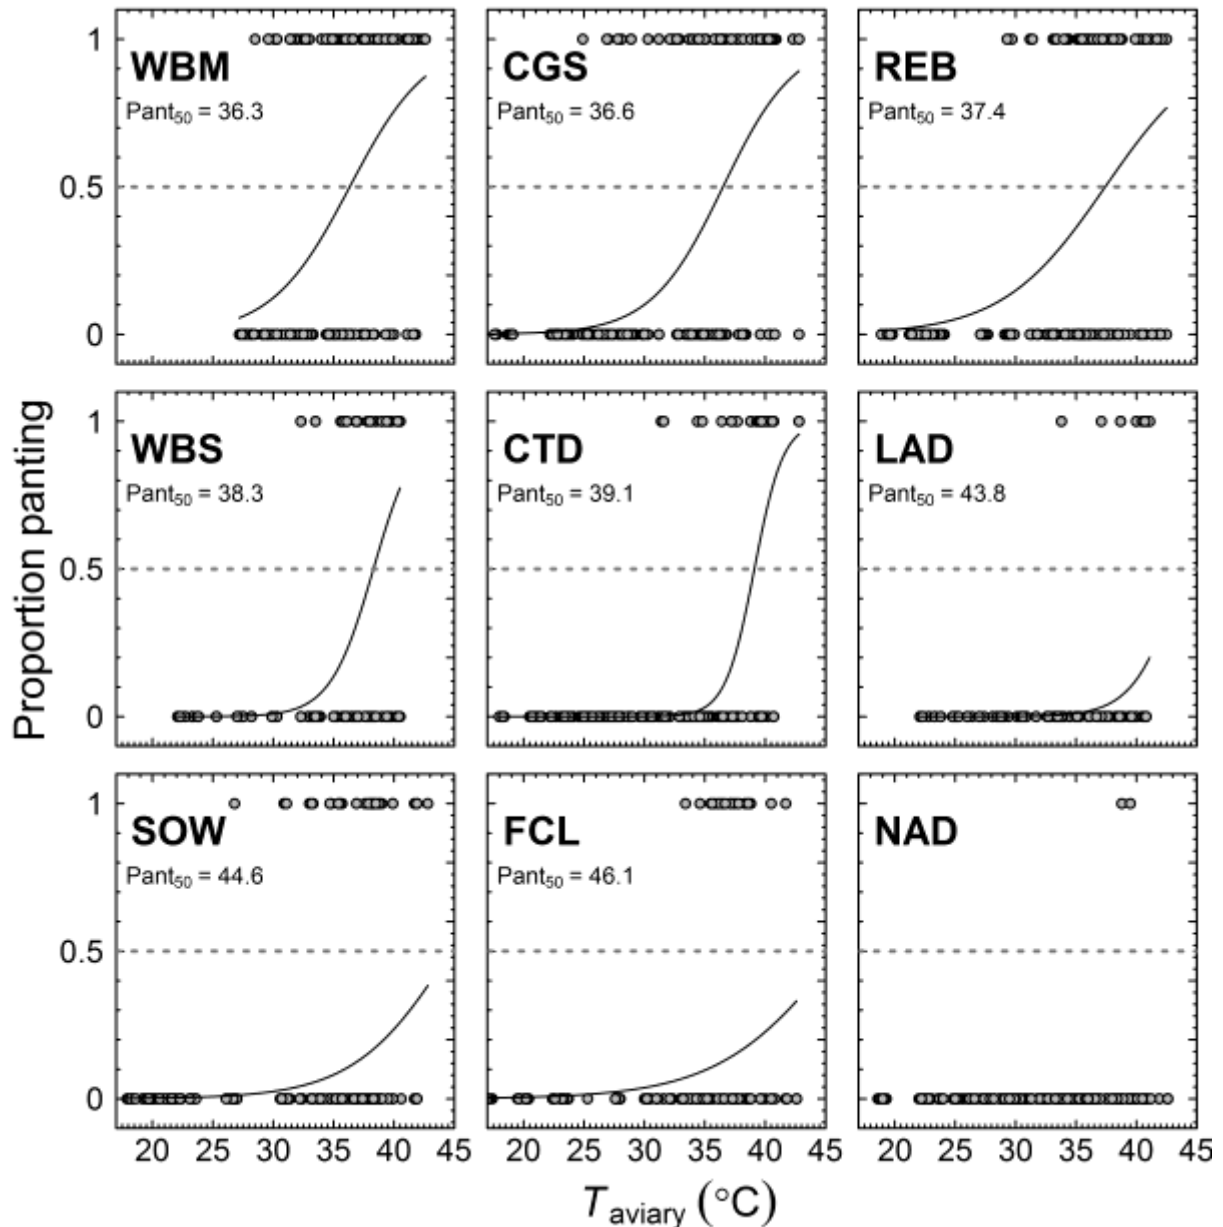 WBM
Pant50 = 36.3
CGS
Pant50 = 36.6
REB
Pant50 = 37.4
1
0.5
0
WBS
Pant50 = 38.3
CTD
Pant50 = 39.1
LAD
Pant50 = 43.8
1
0.5
0
Proportion panting
SOW
Pant50 = 44.6
FCL
Pant50 = 46.1
NAD
1
0.5
0
20 25 30 35 40 45 20 25 30 35 40 45 20 25 30 35 40 45
Taviary (°C)